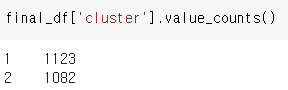 final_df['cluster'].value_counts()
1    1123
2    1082